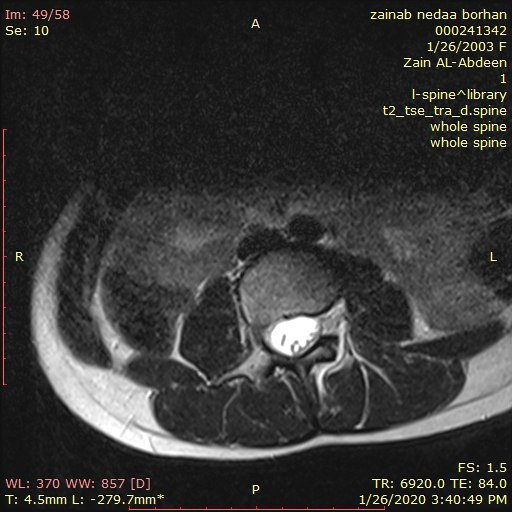 Im: 49/58
Se: 10
A
zainab nedaa borhan
000241342
1/26/2003 F
Zain AL-Abdeen
1
l-spine^library
t2_tse_tra_d.spine
whole spine
whole spine
R
L
WL: 370 WW: 857 [D]
T: 4.5mm L: -279.7mm*
P
FS: 1.5
TR: 6920.0 TE: 84.0
1/26/2020 3:40:49 PM